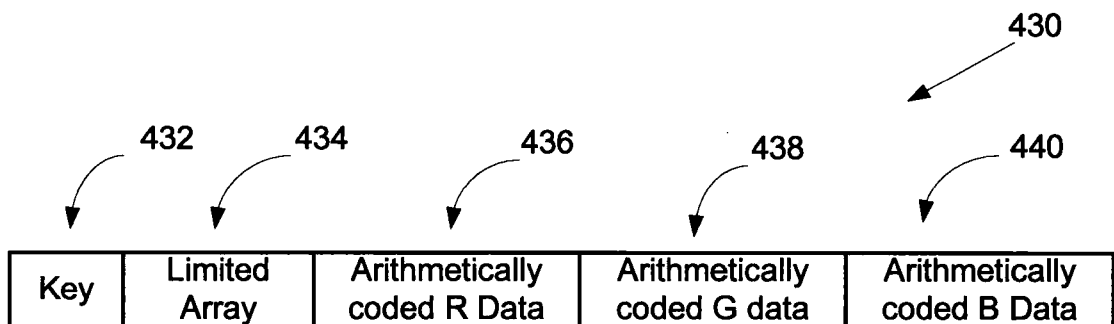 430
432
434
436
438
440
Key
Limited
Array
Arithmetically
coded R Data
Arithmetically
coded G data
Arithmetically
coded B Data